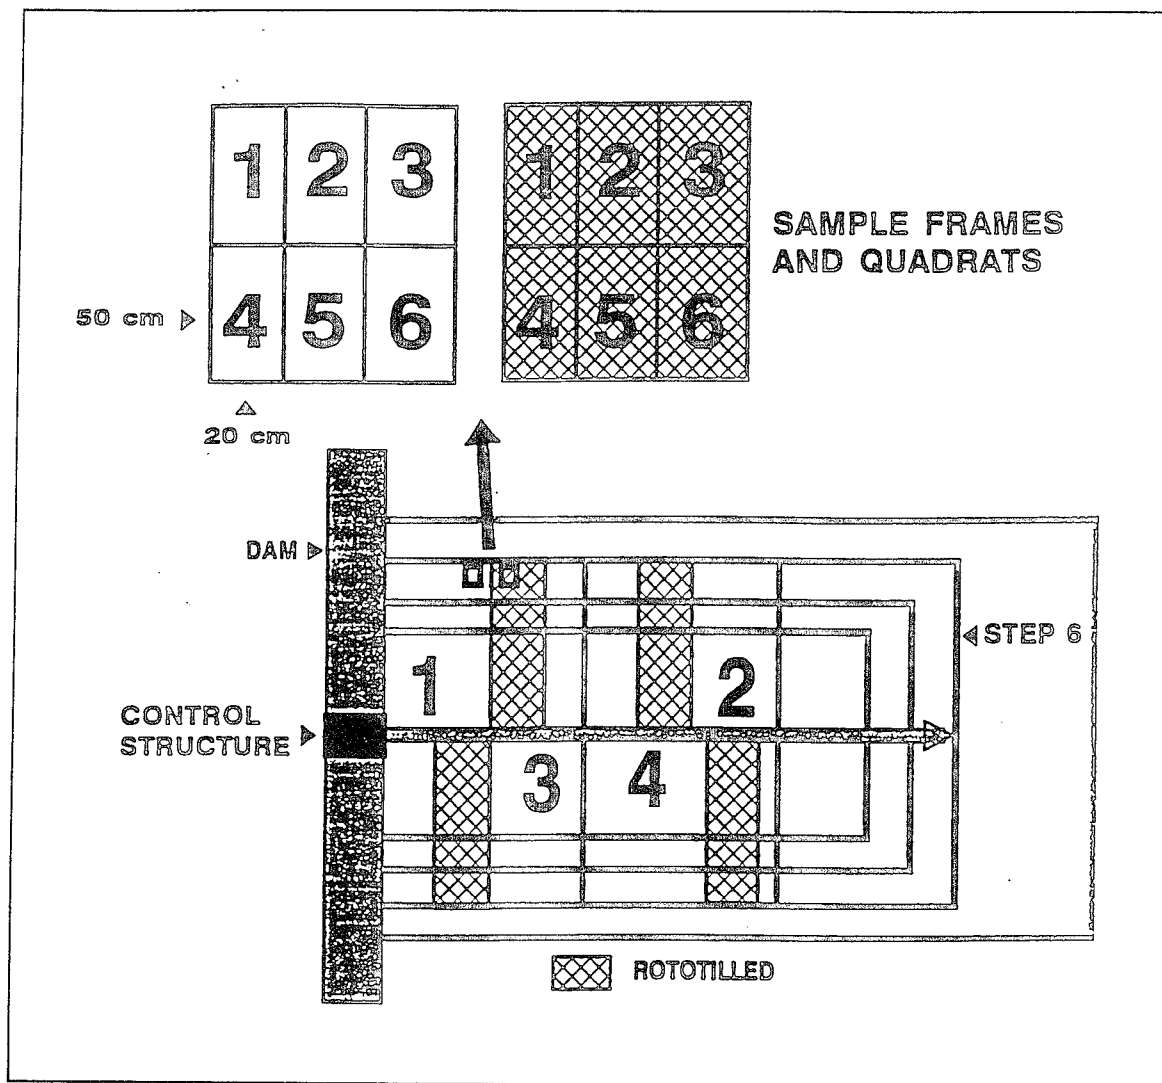 1 2 3
4 5 6
1 2 3
4 5 6
SAMPLE FRAMES
AND QUADRATS
50 cm
20 cm
DAM
STEP 6
1
2
CONTROL
STRUCTURE
3
4
ROTOTILLED